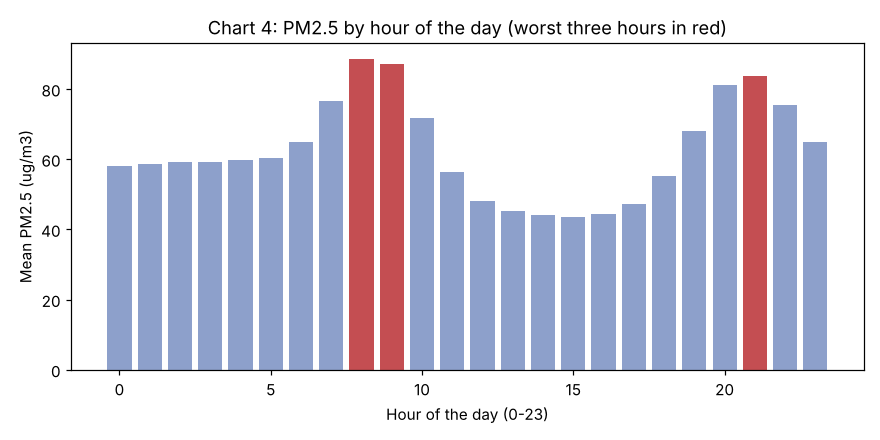 Chart 4: PM2.5 by hour of the day (worst three hours in red)
Mean PM2.5 (ug/m3)
80
60
40
20
0
0 5 10 15 20
Hour of the day (0-23)